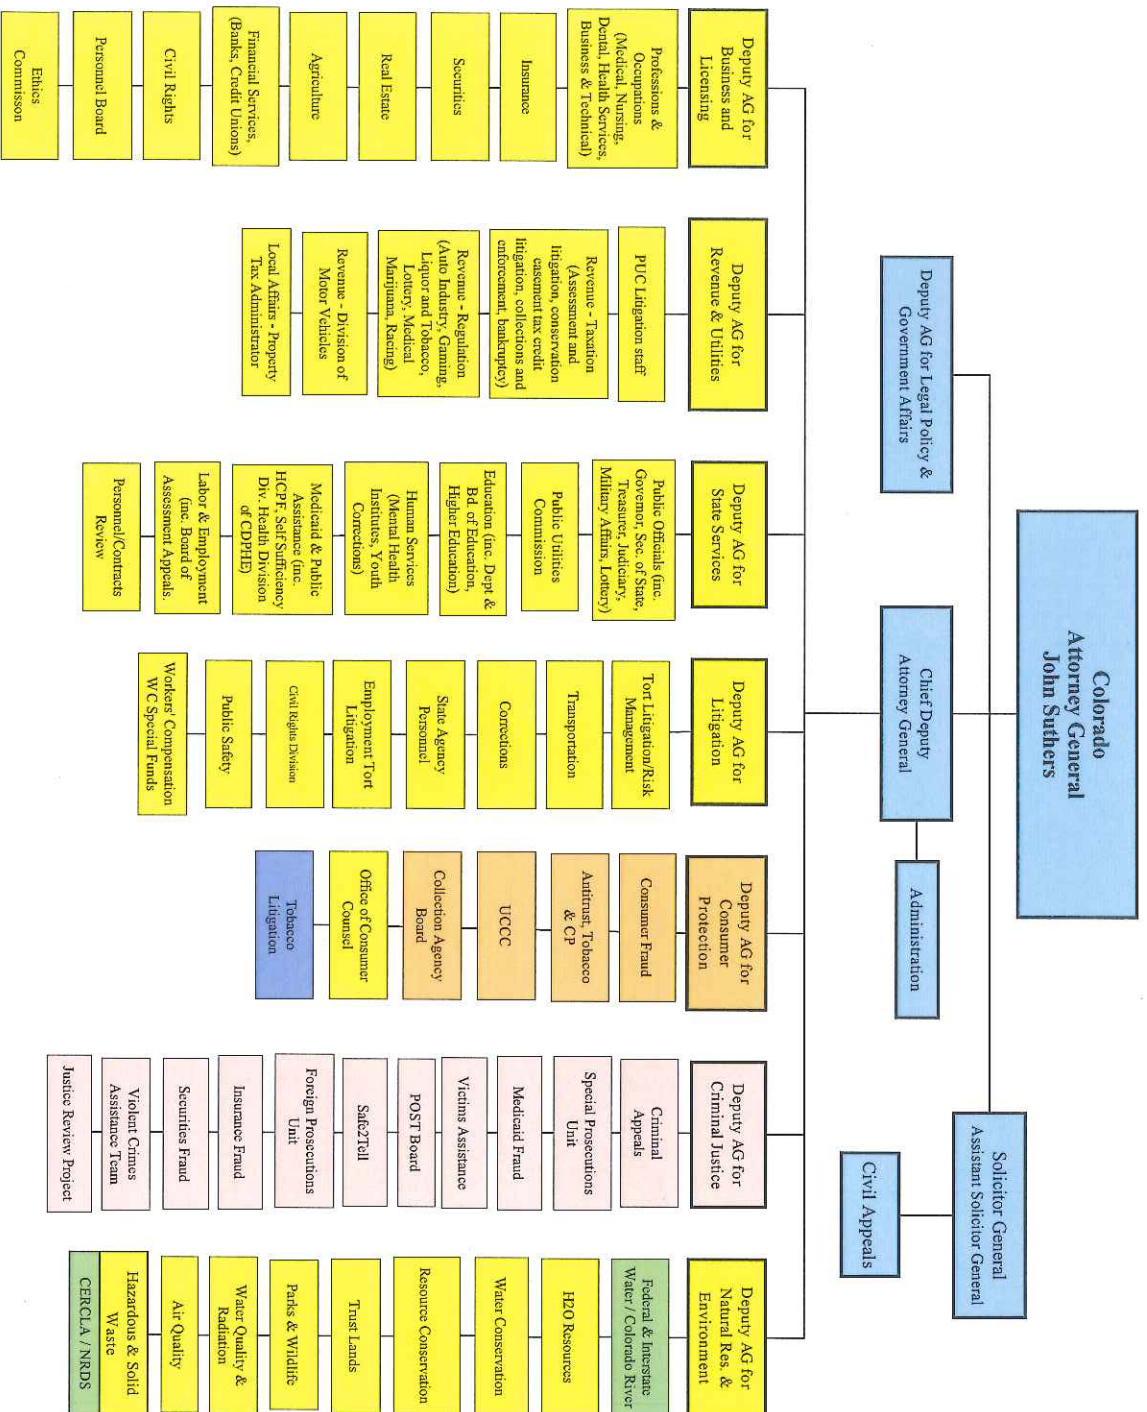 Colorado
Attorney General
John Suthers
Deputy AG for Legal Policy &
Government Affairs
Chief Deputy
Attorney General
Administration
Solicitor General
Assistant Solicitor General
Civil Appeals
Deputy AG for
Business and
Licensing
Professions &
Occupations
(Medical, Nursing,
Dental, Health Services,
Business & Technical)
Insurance
Securities
Real Estate
Agriculture
Financial Services,
(Banks, Credit Unions)
Civil Rights
Personnel Board
Ethics
Commisson
Deputy AG for
Revenue & Utilities
PUC Litigation staff
Revenue - Taxation
(Assessment and
litigation, conservation
easement tax credit
litigation, collections and
enforcement, bankruptcy)
Revenue - Regulation
(Auto Industry, Gaming,
Liquor and Tobacco,
Lottery, Medical
Marijuana, Racing)
Revenue - Division of
Motor Vehicles
Local Affairs - Property
Tax Administrator
Deputy AG for
State Services
Public Officials (inc.
Governor, Sec. of State,
Treasurer, Judiciary,
Military Affairs, Lottery)
Public Utilities
Commission
Education (inc. Dept &
Bd. of Education,
Higher Education)
Human Services
(Mental Health
Institutes, Youth
Corrections)
Medicaid & Public
Assistance (inc.
HCPF, Self Sufficiency
Div. Health Division
of CDPHE)
Labor & Employment
(inc. Board of
Assessment Appeals.
Personnel/Contracts
Review
Deputy AG for
Litigation
Tort Litigation/Risk
Management
Transportation
Corrections
State Agency
Personnel
Employment Tort
Litigation
Civil Rights Division
Public Safety
Workers' Compensation
WC Special Funds
Deputy AG for
Consumer
Protection
Consumer Fraud
Antitrust, Tobacco
& CP
UCCC
Collection Agency
Board
Office of Consumer
Counsel
Tobacco
Litigation
Deputy AG for
Criminal Justice
Criminal
Appeals
Special Prosecutions
Unit
Medicaid Fraud
Victims Assistance
POST Board
Safe2Tell
Foreign Prosecutions
Unit
Insurance Fraud
Securities Fraud
Violent Crimes
Assistance Team
Justice Review Project
Deputy AG for
Natural Res. &
Environment
Federal & Interstate
Water / Colorado River
H2O Resources
Water Conservation
Resource Conservation
Trust Lands
Parks & Wildlife
Water Quality &
Radiation
Air Quality
Hazardous & Solid
Waste
CERCLA / NRDS